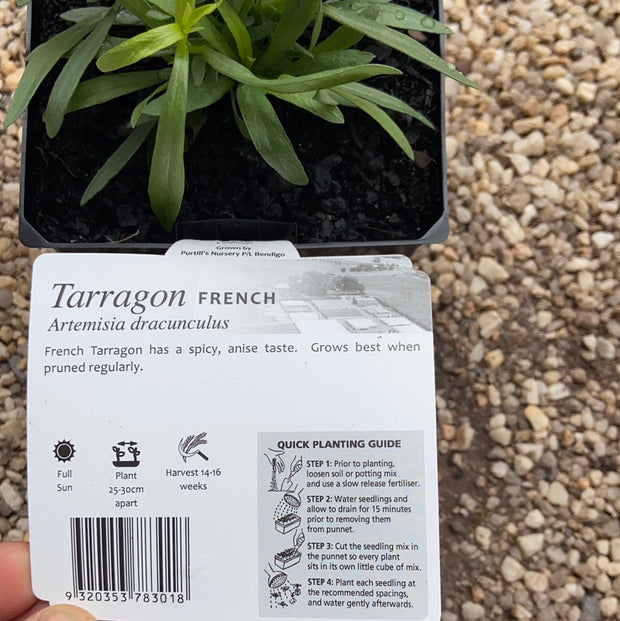 Grown by
Purtill's Nursery P/L Bendigo
Tarragon FRENCH
Artemisia dracunculus
French Tarragon has a spicy, anise taste. Grows best when
pruned regularly.
Full
Sun
Plant
25-30cm
apart
Harvest 14-16
weeks
QUICK PLANTING GUIDE
STEP 1: Prior to planting,
loosen soil or potting mix
and use a slow release fertiliser.
STEP 2: Water seedlings and
allow to drain for 15 minutes
prior to removing them
from punnet.
STEP 3: Cut the seedling mix in
the punnet so every plant
sits in its own little cube of mix.
STEP 4: Plant each seedling at
the recommended spacings,
and water gently afterwards.
9 320353 783018